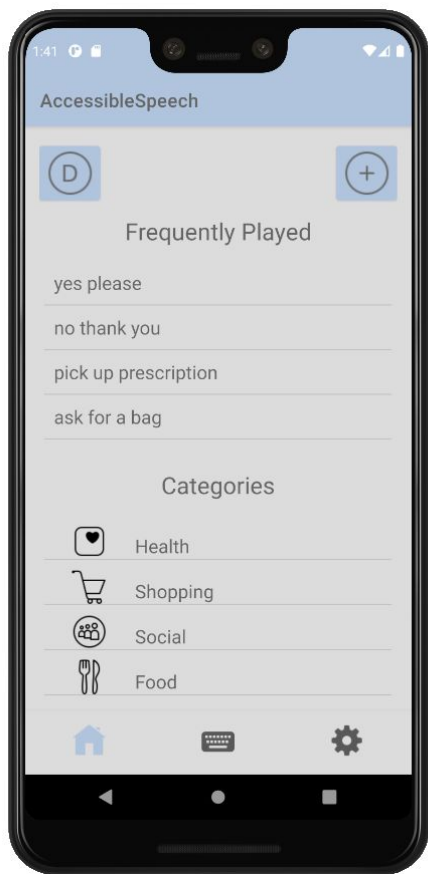 1:41
AccessibleSpeech
D +
Frequently Played
yes please
no thank you
pick up prescription
ask for a bag
Categories
Health
Shopping
Social
Food